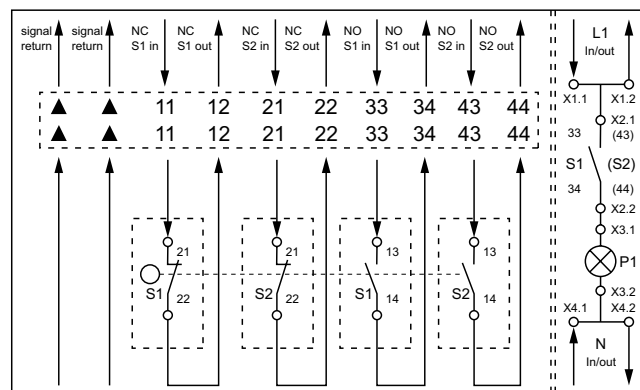 signal return
signal return
NC S1 in
NC S1 out
NC S2 in
NC S2 out
NO S1 in
NO S1 out
NO S2 in
NO S2 out
▲ ▲ 11 12 21 22 33 34 43 44
▲ ▲ 11 12 21 22 33 34 43 44
21
S1
22
21
S2
22
13
S1
14
13
S2
14
L1
In/out
X1.1
X1.2
X2.1
33
(43)
S1
(S2)
34
(44)
X2.2
X3.1
P1
X3.2
X4.1
X4.2
N
In/out